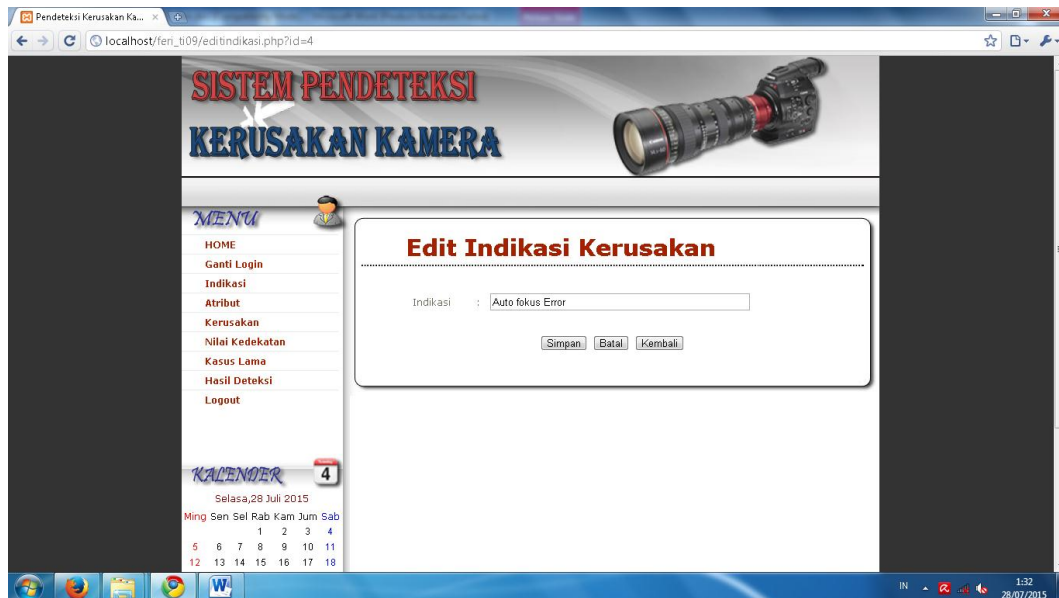 Pendeteksi Kerusakan Ka...
localhost/feri_ti09/editindikasi.php?id=4
SISTEM PENDETEKSI
KERUSAKAN KAMERA
MENU
HOME
Ganti Login
Indikasi
Atribut
Kerusakan
Nilai Kedekatan
Kasus Lama
Hasil Deteksi
Logout
Edit Indikasi Kerusakan
Indikasi : Auto fokus Error
Simpan Batal Kembali
KALENDER 4
Selasa,28 Juli 2015
Ming Sen Sel Rab Kam Jum Sab
1 2 3 4
5 6 7 8 9 10 11
12 13 14 15 16 17 18
IN 1:32
28/07/2015